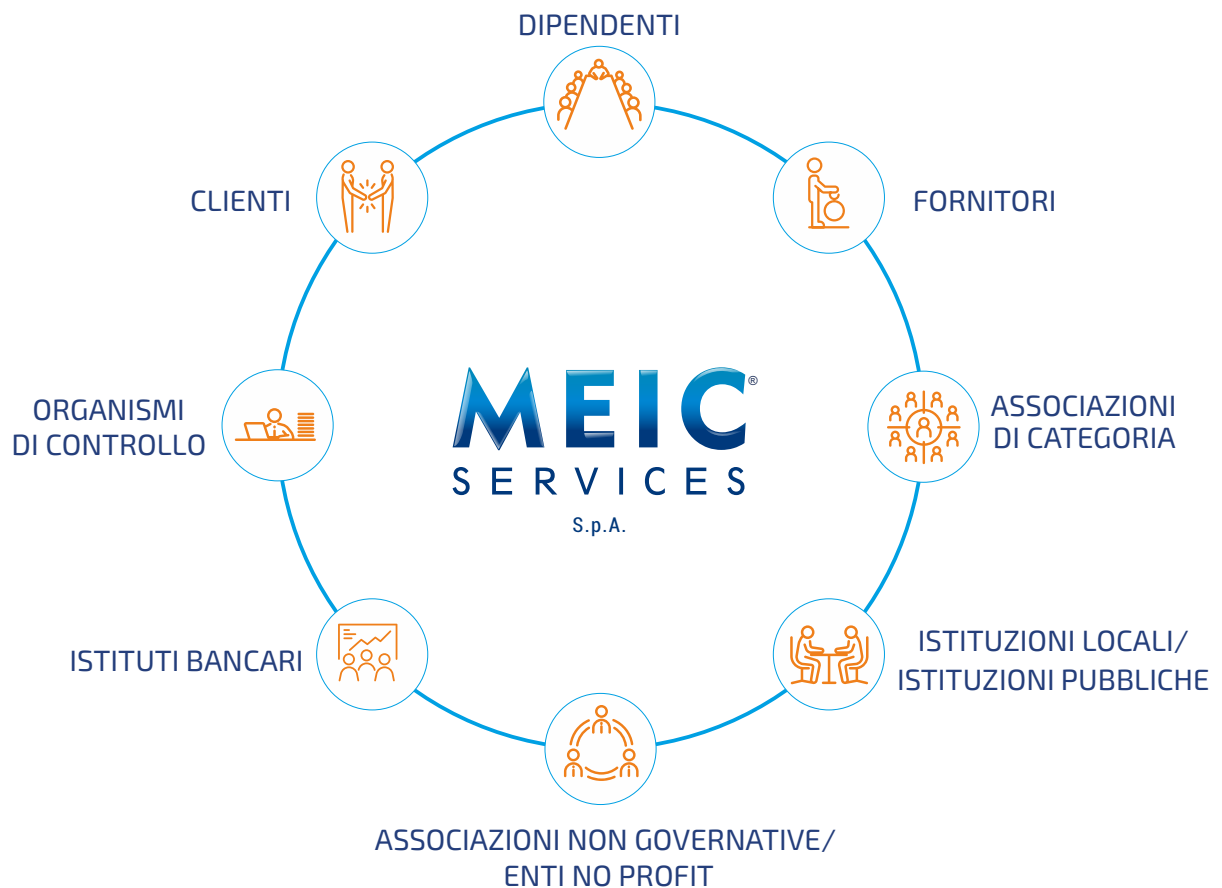 DIPENDENTI
CLIENTI
FORNITORI
MEIC®
SERVICES
S.p.A.
ORGANISMI
DI CONTROLLO
ASSOCIAZIONI
DI CATEGORIA
ISTITUTI BANCARI
ISTITUZIONI LOCALI/
ISTITUZIONI PUBBLICHE
ASSOCIAZIONI NON GOVERNATIVE/
ENTI NO PROFIT